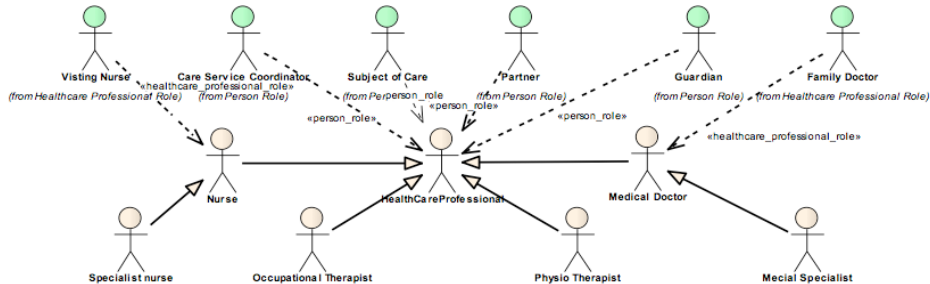 Visting Nurse
(from Healthcare Professional Role)
Care Service Coordinator
(from Person Role)
Subject of Care
(from Per
Partner
(from Person Role)
Guardian
(from Person Role)
Family Doctor
(from Healthcare Professional Role)
«healthcare_professional_role»
person_role
«person_role»
«person_role»
«person_role»
«healthcare_professional_role»
Nurse
HealthCareProfessional
Medical Doctor
Specialist nurse
Occupational Therapist
Physio Therapist
Mecial Specialist